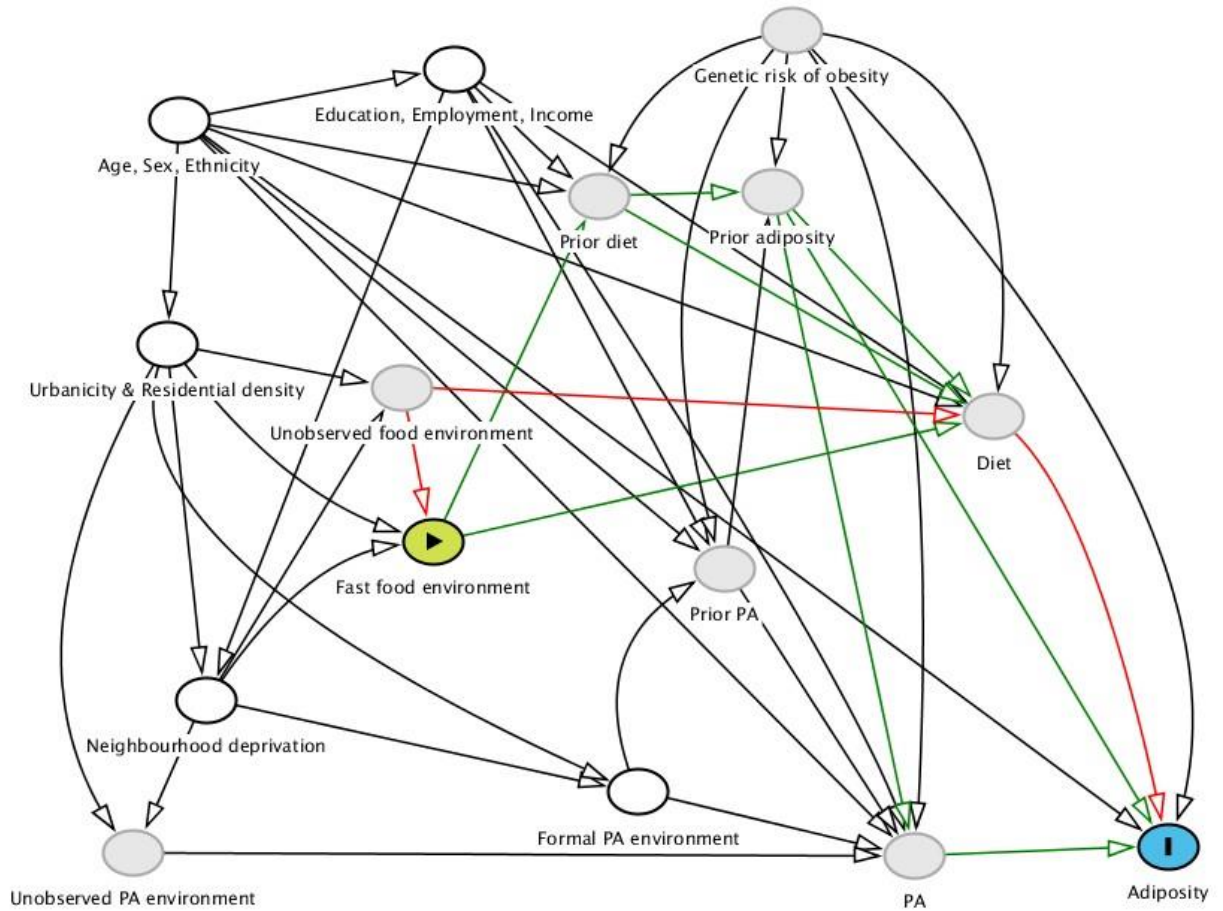 Genetic risk of obesity
Education, Employment, Income
Age, Sex, Ethnicity
Prior diet
Prior adiposity
Urbanicity & Residential density
Unobserved food environment
Diet
Fast food environment
Prior PA
Neighbourhood deprivation
Formal PA environment
Unobserved PA environment
PA
Adiposity